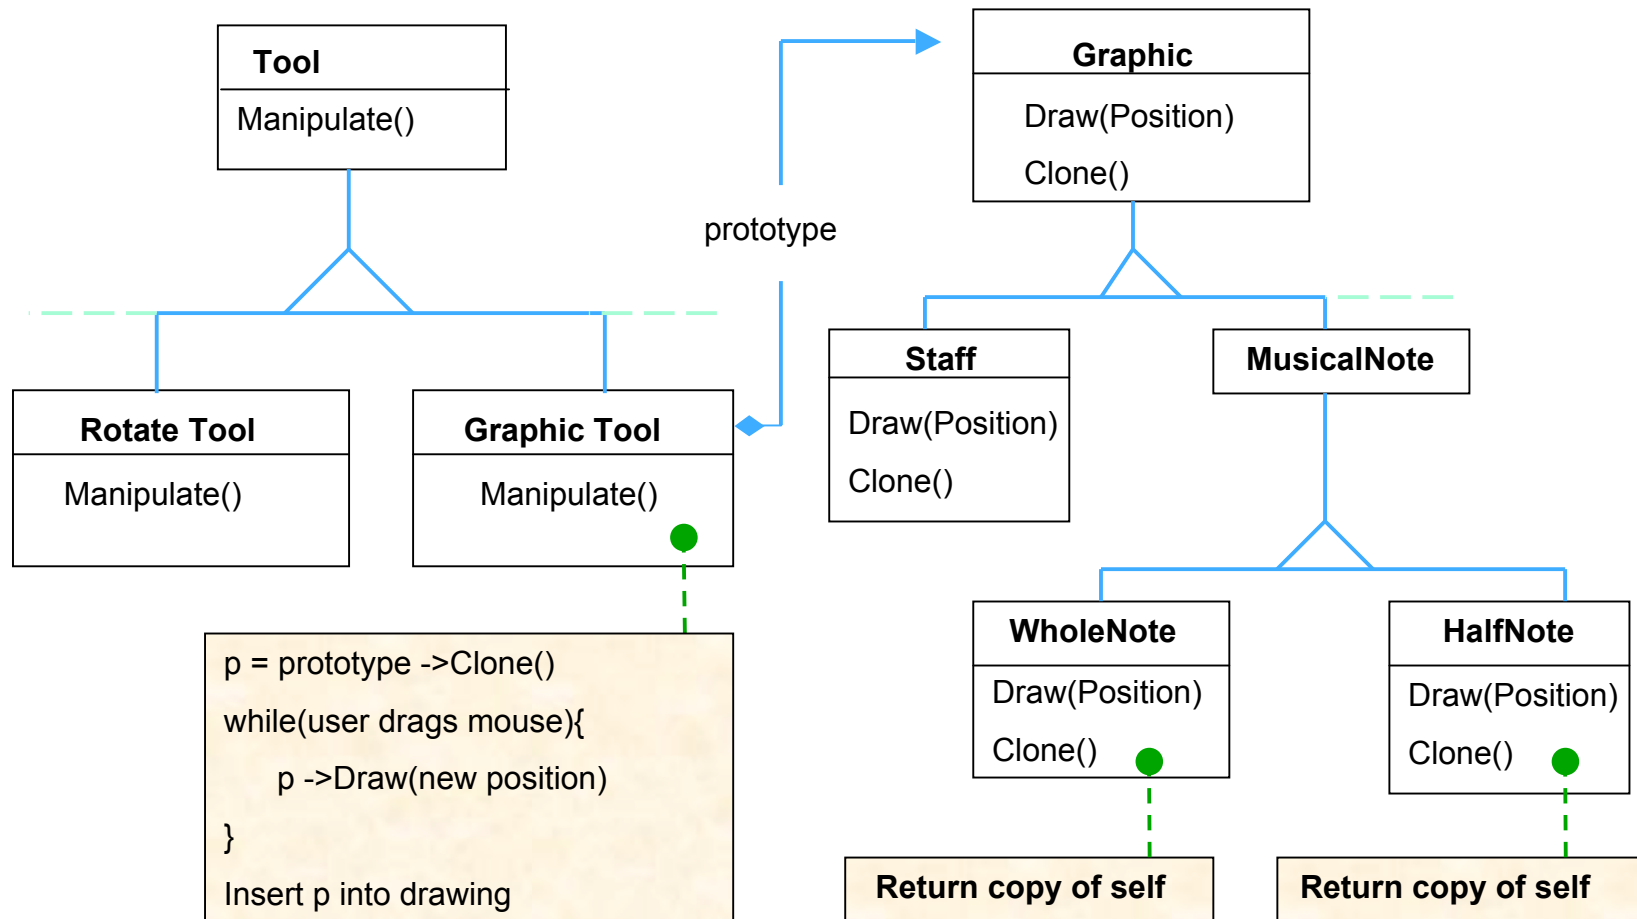 Tool
Manipulate()
Graphic
Draw(Position)
Clone()
prototype
Rotate Tool
Manipulate()
Graphic Tool
Manipulate()
Staff
Draw(Position)
Clone()
MusicalNote
WholeNote
Draw(Position)
Clone()
HalfNote
Draw(Position)
Clone()
p = prototype ->Clone()
while(user drags mouse){
p ->Draw(new position)
}
Insert p into drawing
Return copy of self
Return copy of self